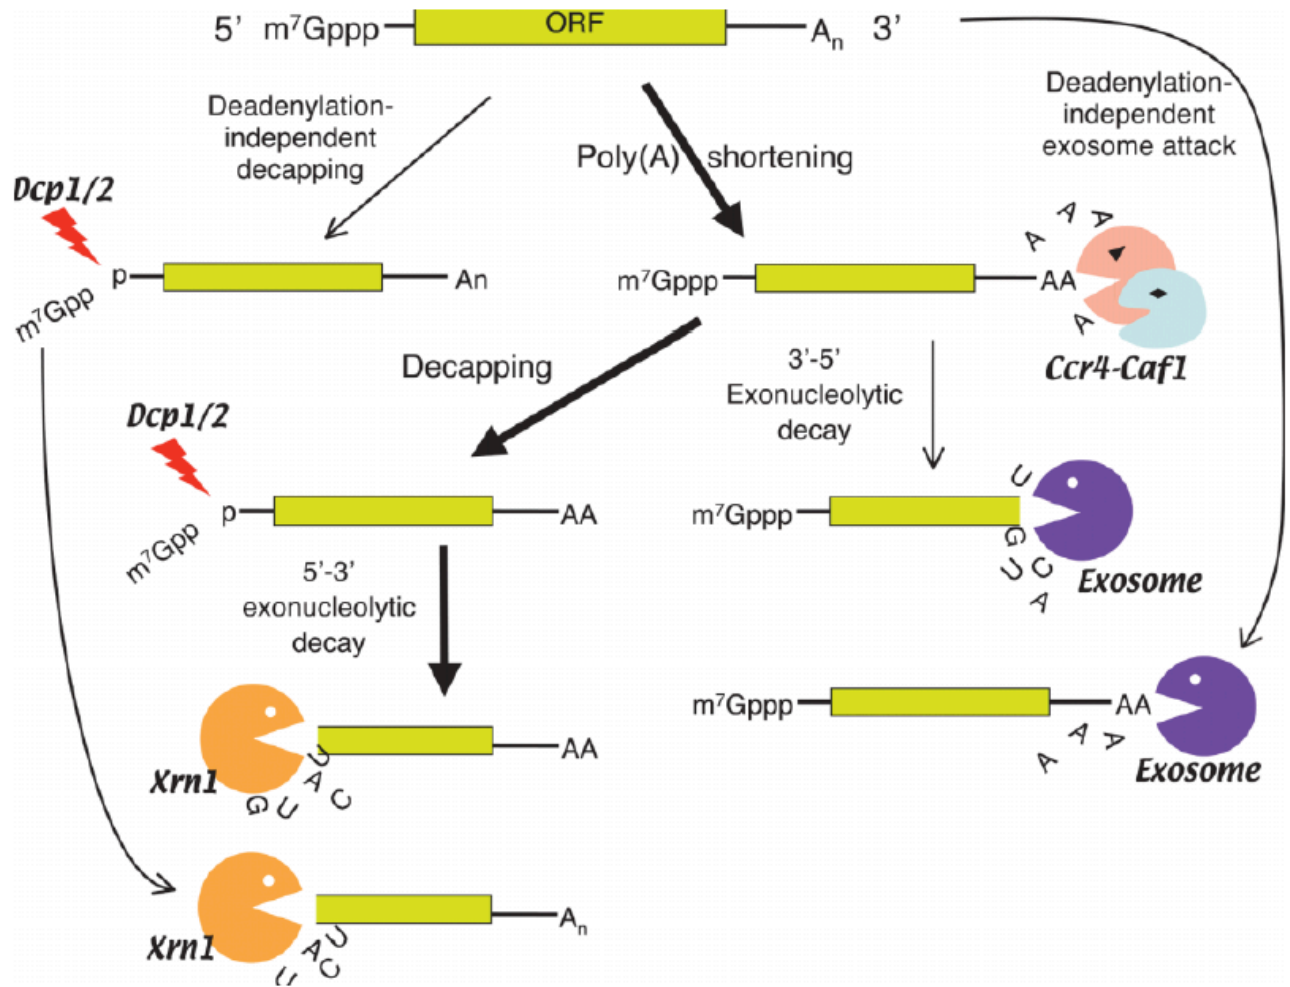 5’ m⁷Gppp ORF Aₙ 3’
Deadenylation-
independent
decapping
Poly(A) shortening
Deadenylation-
independent
exosome attack
Dcp1/2
m⁷Gpp p An
m⁷Gppp AA
A A A A
Ccr4-Caf1
Decapping
3’-5’
Exonucleolytic
decay
Dcp1/2
m⁷Gpp p AA
m⁷Gppp
U G U C A
Exosome
5’-3’
exonucleolytic
decay
m⁷Gppp AA
A A A
Exosome
AA
Xrn1
G U C A U
Xrn1
Aₙ
U C A U